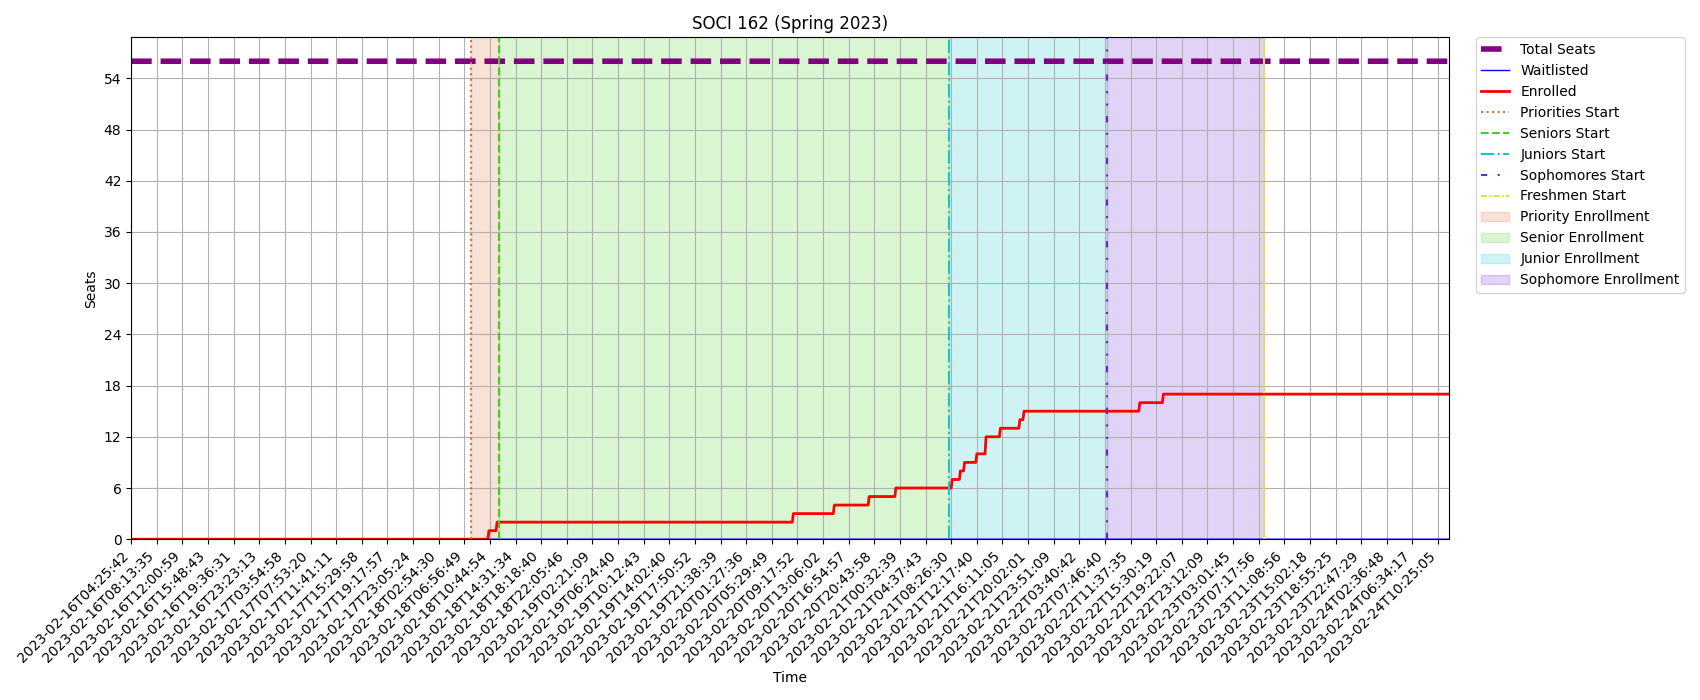 SOCI 162 (Spring 2023)
Total Seats
Waitlisted
Enrolled
Priorities Start
Seniors Start
Juniors Start
Sophomores Start
Freshmen Start
Priority Enrollment
Senior Enrollment
Junior Enrollment
Sophomore Enrollment
Seats
54
48
42
36
30
24
18
12
6
0
2023-02-16T04:25:42
2023-02-16T08:13:35
2023-02-16T12:00:59
2023-02-16T15:48:43
2023-02-16T19:36:31
2023-02-16T23:23:13
2023-02-17T03:54:58
2023-02-17T07:53:20
2023-02-17T11:41:11
2023-02-17T15:29:58
2023-02-17T19:17:57
2023-02-17T23:05:24
2023-02-18T02:54:30
2023-02-18T06:56:49
2023-02-18T10:44:54
2023-02-18T14:31:34
2023-02-18T18:18:40
2023-02-18T22:05:46
2023-02-19T02:21:09
2023-02-19T06:24:40
2023-02-19T10:12:43
2023-02-19T14:02:40
2023-02-19T17:50:52
2023-02-19T21:38:39
2023-02-20T01:27:36
2023-02-20T05:29:49
2023-02-20T09:17:52
2023-02-20T13:06:02
2023-02-20T16:54:57
2023-02-20T20:43:58
2023-02-21T00:32:39
2023-02-21T04:37:43
2023-02-21T08:26:30
2023-02-21T12:17:40
2023-02-21T16:11:05
2023-02-21T20:02:01
2023-02-21T23:51:09
2023-02-22T03:40:42
2023-02-22T07:46:40
2023-02-22T11:37:35
2023-02-22T15:30:19
2023-02-22T19:22:07
2023-02-22T23:12:09
2023-02-23T03:01:45
2023-02-23T07:17:56
2023-02-23T11:08:56
2023-02-23T15:02:18
2023-02-23T18:55:25
2023-02-23T22:47:29
2023-02-24T02:36:48
2023-02-24T06:34:17
2023-02-24T10:25:05
Time